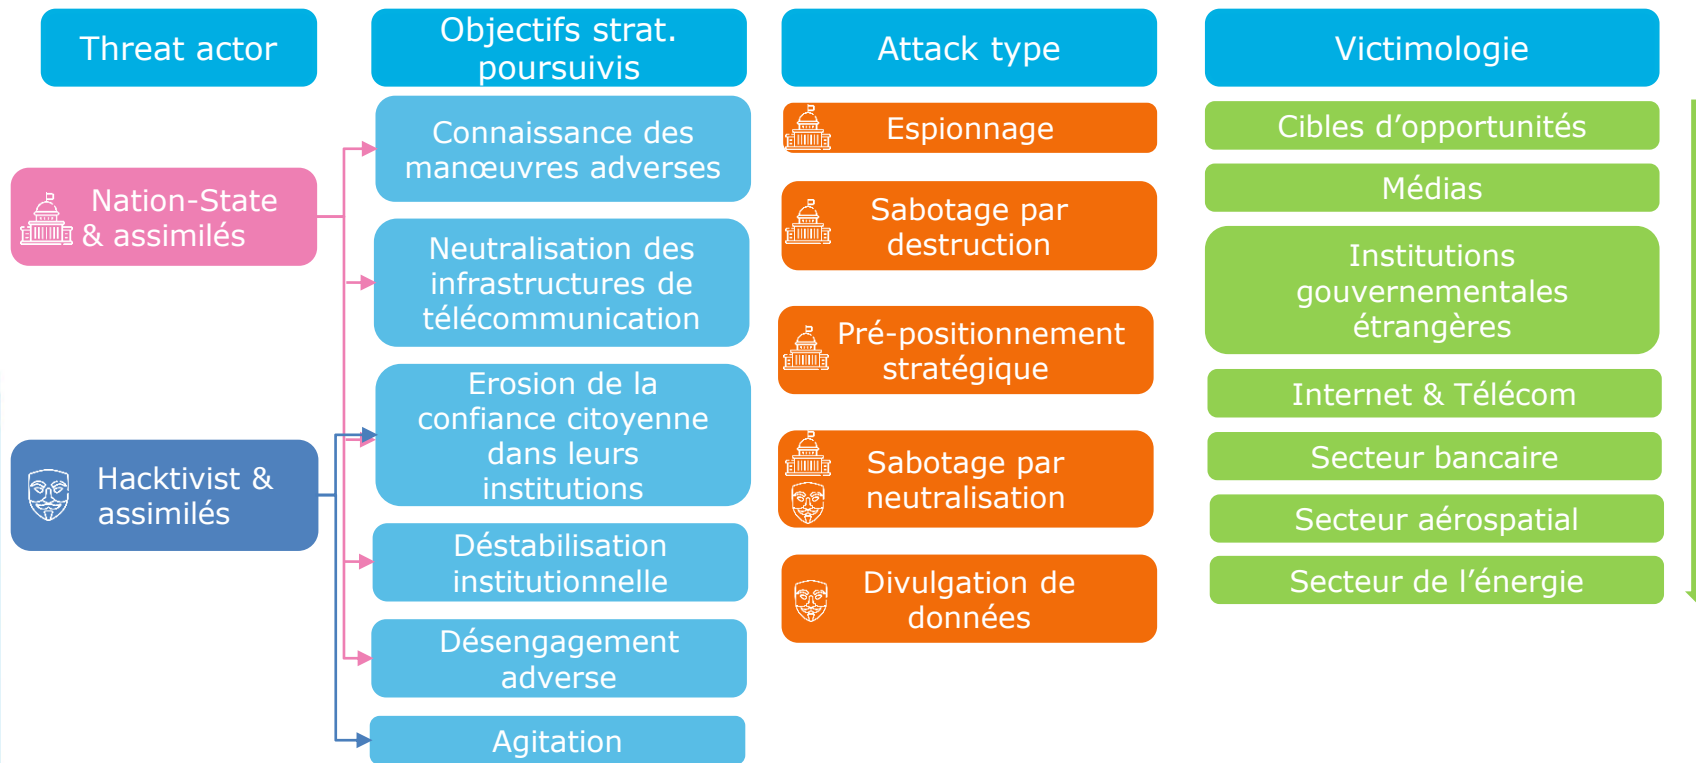 Threat actor
Objectifs strat.
poursuivis
Attack type
Victimologie
Nation-State
& assimilés
Hacktivist &
assimilés
Connaissance des
manœuvres adverses
Neutralisation des
infrastructures de
télécommunication
Erosion de la
confiance citoyenne
dans leurs
institutions
Déstabilisation
institutionnelle
Désengagement
adverse
Agitation
Espionnage
Sabotage par
destruction
Pré-positionnement
stratégique
Sabotage par
neutralisation
Divulgation de
données
Cibles d’opportunités
Médias
Institutions
gouvernementales
étrangères
Internet & Télécom
Secteur bancaire
Secteur aérospatial
Secteur de l’énergie